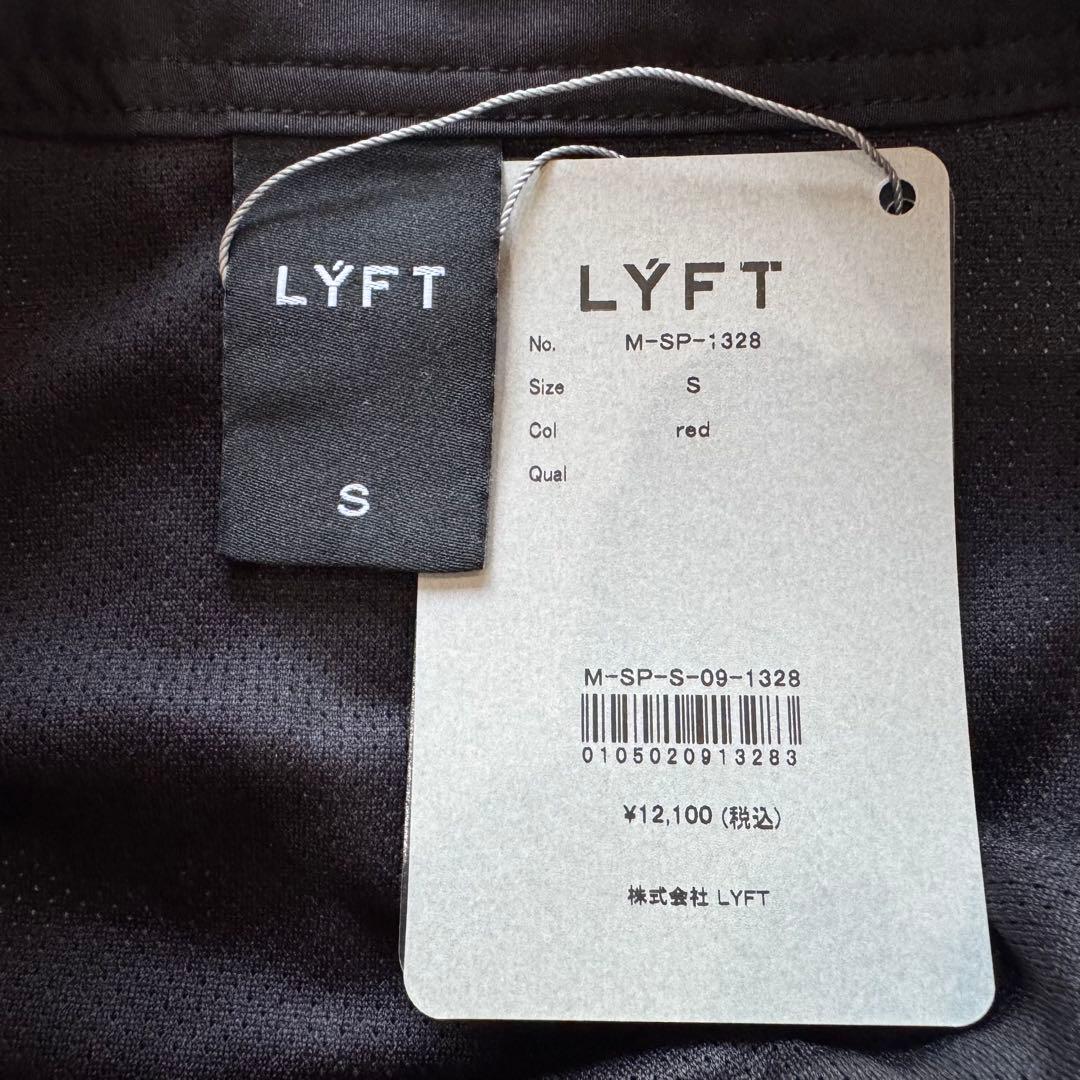 LÝFT
S
LÝFT
No. M-SP-1328
Size S
Col red
Qual
M-SP-S-09-1328
0105020913283
¥12,100 (税込)
株式会社 LYFT